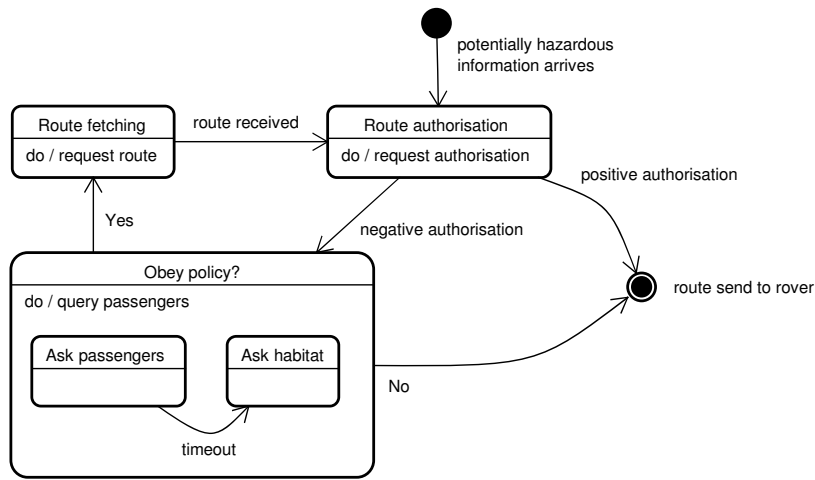 potentially hazardous
information arrives
Route fetching
do / request route
route received
Route authorisation
do / request authorisation
positive authorisation
Yes
negative authorisation
Obey policy?
do / query passengers
route send to rover
Ask passengers
Ask habitat
No
timeout